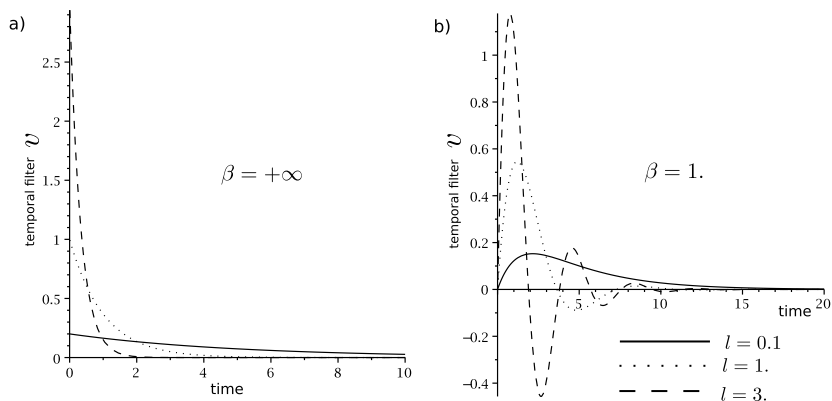 a)
temporal filter v
2.5
2
1.5
1
0.5
0
0 2 4 6 8 10
time
β = +∞
b)
temporal filter v
1
0.8
0.6
0.4
0.2
0
−0.2
−0.4
5 10 15 20
time
β = 1.
l = 0.1
l = 1.
l = 3.